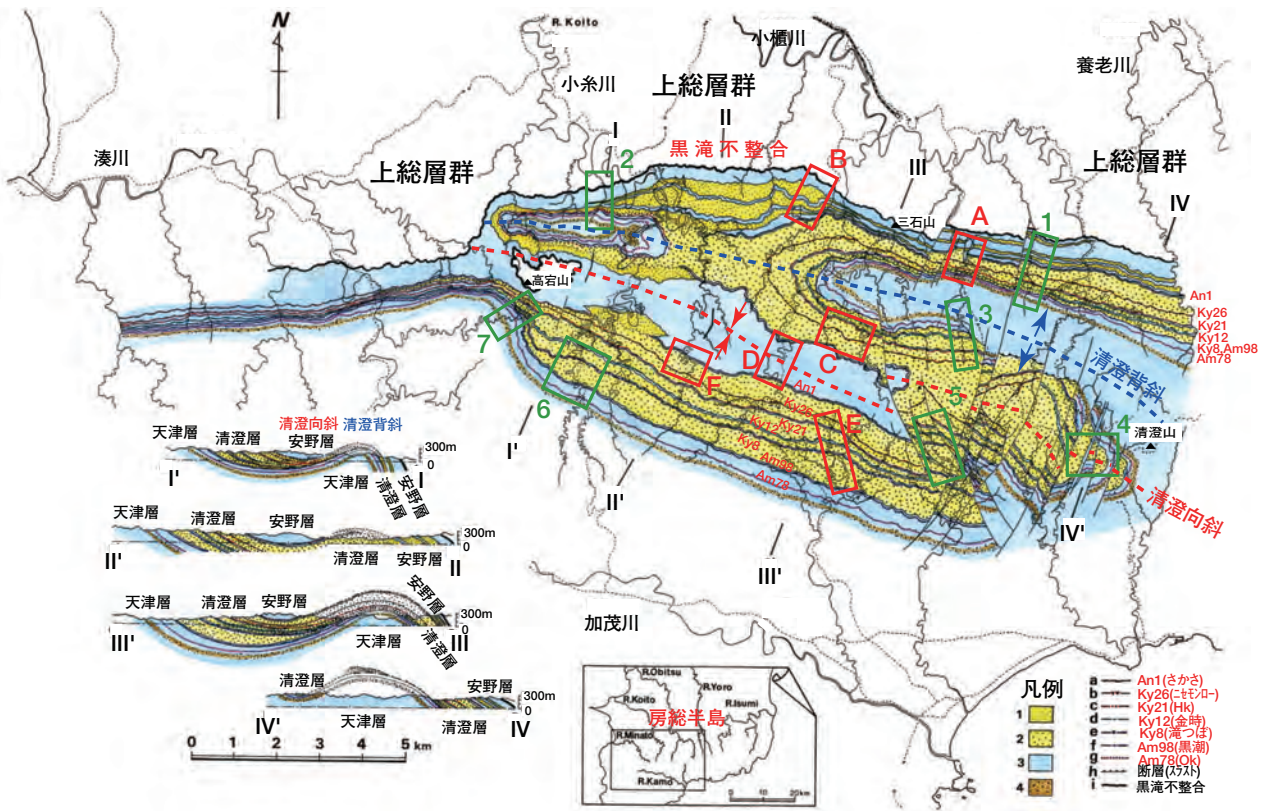 N
R. Koito
小櫃川
養老川
小糸川
上総層群
II
I
黒滝不整合
III
湊川
上総層群
上総層群
2
B
IV
三石山
A
1
高宕山
An1
Ky26
Ky21
Ky12
Ky8,Am98
Am78
3
7
D
C
F
清澄背斜
An1
5
6
Ky26
Ky21
Ky12
E
4
清澄山
Ky8
Am98
Am78
I'
II'
IV'
清澄向斜
III'
清澄向斜 清澄背斜
天津層 清澄層 安野層
300m
0
I'
天津層
清澄層
安野層
I
天津層 清澄層 安野層
300m
0
II'
清澄層
安野層
II
天津層 清澄層 安野層
安野層
300m
0
III'
天津層
清澄層
III
清澄層
安野層
300m
0
IV'
天津層
清澄層
IV
0 1 2 3 4 5 km
加茂川
R.Obitsu
R.Koito
R.Yoro
R.Isumi
房総半島
R.Minato
R.Kamo
0 10 20km
凡例
1
2
3
4
a An1(さかさ)
b Ky26(ニセモンロー)
c Ky21(Hk)
d Ky12(金時)
e Ky8(滝つぼ)
f Am98(黒潮)
g Am78(Ok)
h 断層(スラスト)
i 黒滝不整合